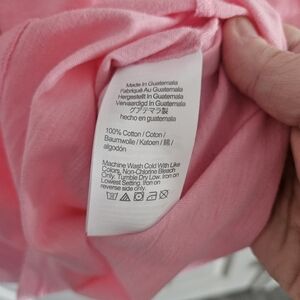 Made In Guatemala
Fabriqué Au Guatemala
Hergestellt In Guatemala
Vervaardigd In Guatemala
グアテマラ製
hecho en guatemala
100% Cotton / Coton /
Baumwolle / Katoen / 綿 /
algodón
Machine Wash Cold With Like
Colors, Non-Chlorine Bleach
Only. Tumble Dry Low. Iron on
Lowest Setting. Iron on
reverse side only.